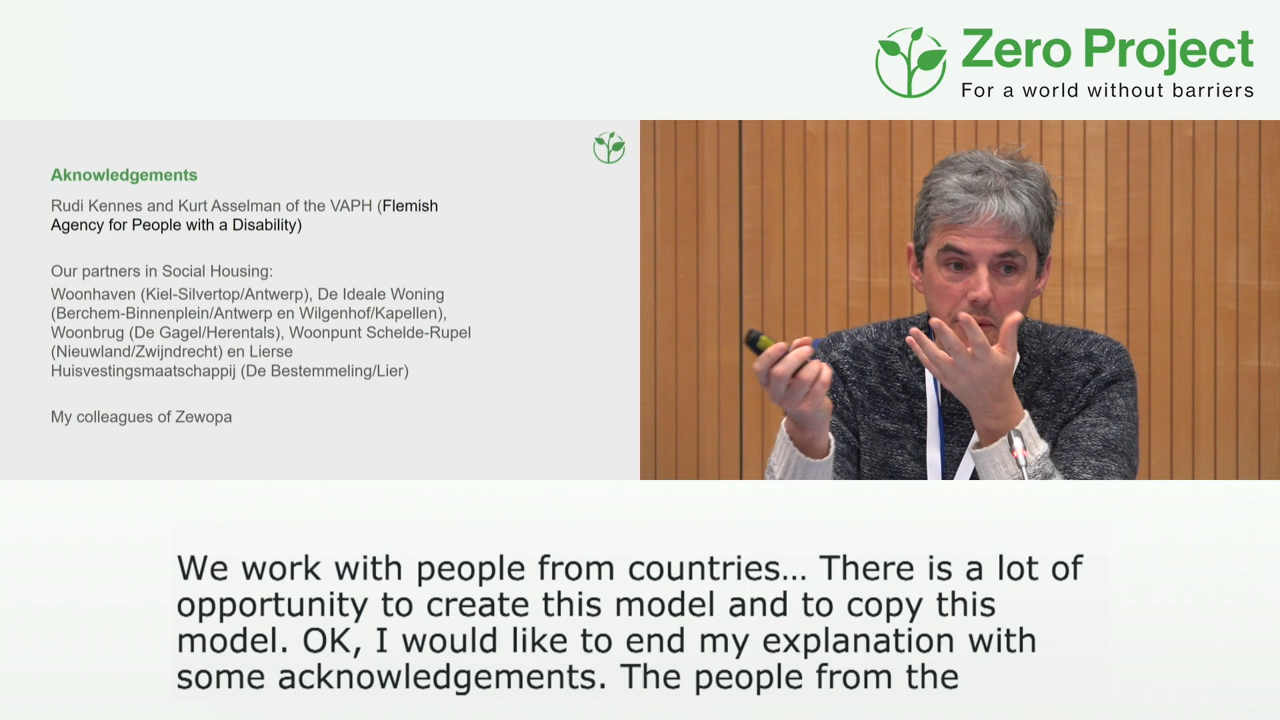 Zero Project
For a world without barriers
Aknowledgements
Rudi Kennes and Kurt Asselman of the VAPH (Flemish
Agency for People with a Disability)
Our partners in Social Housing:
Woonhaven (Kiel-Silvertop/Antwerp), De Ideale Woning
(Berchem-Binnenplein/Antwerp en Wilgenhof/Kapellen),
Woonbrug (De Gagel/Herentals), Woonpunt Schelde-Rupel
(Nieuwland/Zwijndrecht) en Lierse
Huisvestingsmaatschappij (De Bestemmeling/Lier)
My colleagues of Zewopa
We work with people from countries… There is a lot of
opportunity to create this model and to copy this
model. OK, I would like to end my explanation with
some acknowledgements. The people from the